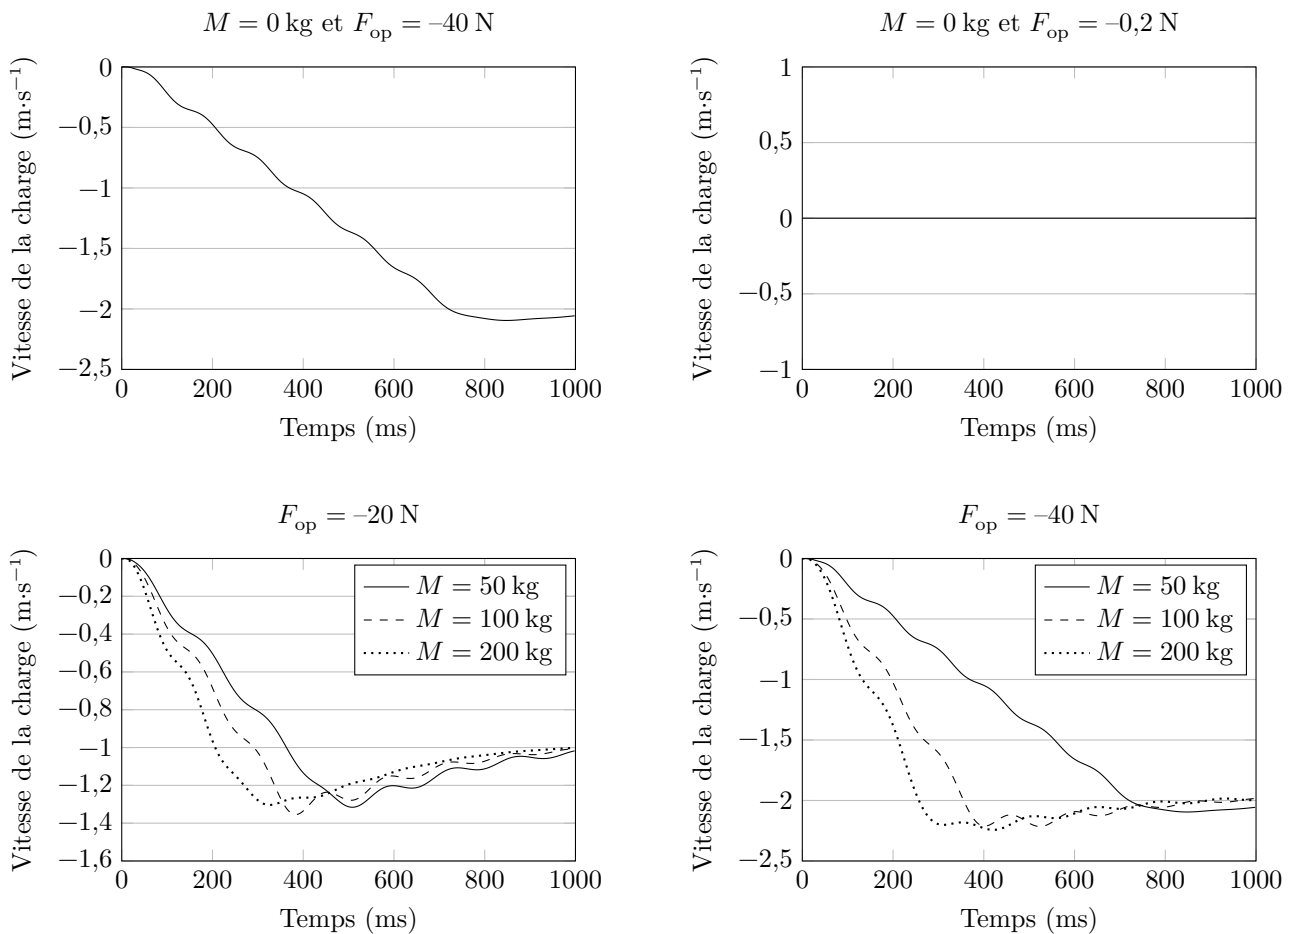 M = 0 kg et Fop = –40 N
Vitesse de la charge (m·s−1)
0
−0,5
−1
−1,5
−2
−2,5
0 200 400 600 800 1000
Temps (ms)
M = 0 kg et Fop = –0,2 N
Vitesse de la charge (m·s−1)
1
0,5
0
−0,5
−1
0 200 400 600 800 1000
Temps (ms)
Fop = –20 N
Vitesse de la charge (m·s−1)
0
−0,2
−0,4
−0,6
−0,8
−1
−1,2
−1,4
−1,6
M = 50 kg
M = 100 kg
M = 200 kg
0 200 400 600 800 1000
Temps (ms)
Fop = –40 N
Vitesse de la charge (m·s−1)
0
−0,5
−1
−1,5
−2
−2,5
M = 50 kg
M = 100 kg
M = 200 kg
0 200 400 600 800 1000
Temps (ms)